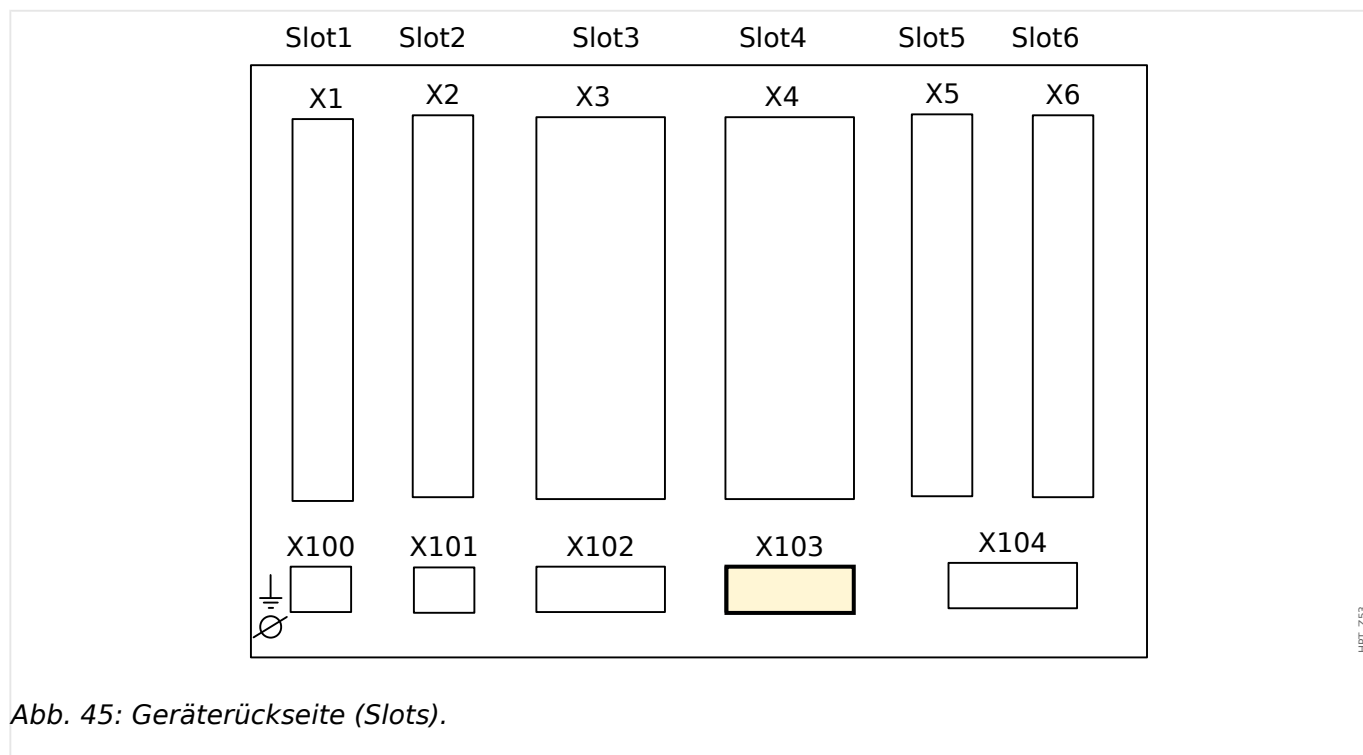 Slot1 Slot2 Slot3 Slot4 Slot5 Slot6
X1 X2 X3 X4 X5 X6
X100 X101 X102 X103 X104
HPT_Z53
Abb. 45: Geräterückseite (Slots).